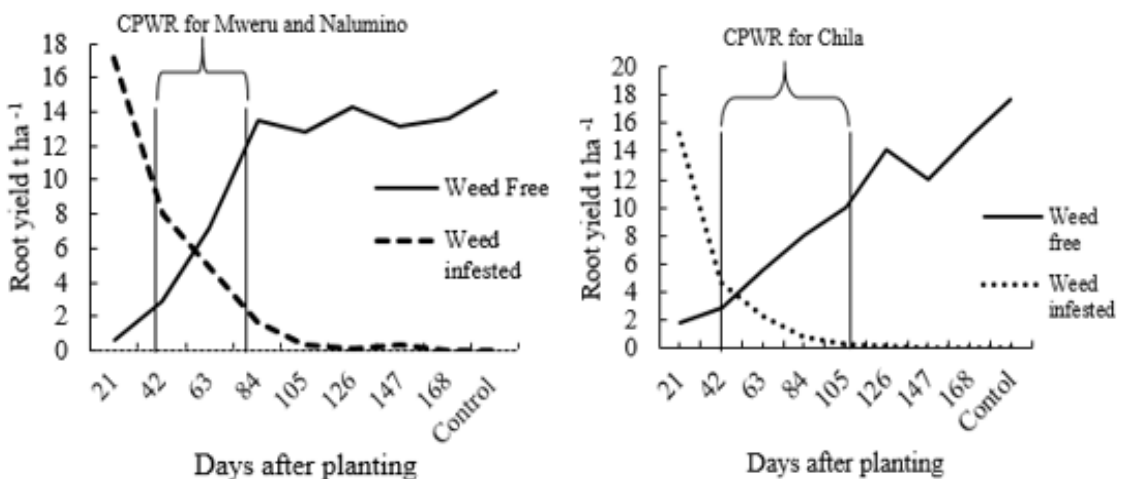 CPWR for Mweru and Nalumino
18
16
14
12
10
8
6
4
2
0
Root yield t ha -1
Weed Free
Weed
infested
21
42
63
84
105
126
147
168
Control
Days after planting
CPWR for Chila
20
18
16
14
12
10
8
6
4
2
0
Root yield t ha -1
Weed
free
Weed
infested
21
42
63
84
105
126
147
168
Contol
Days after planting